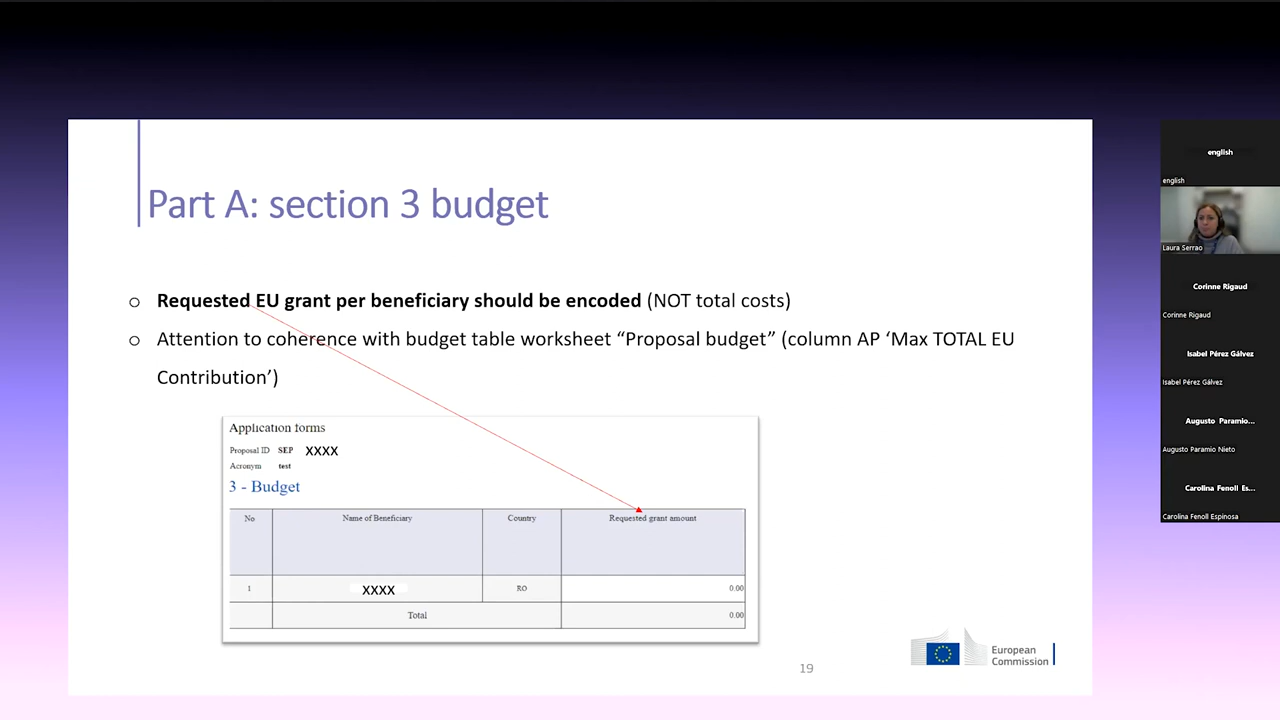 Part A: section 3 budget
o Requested EU grant per beneficiary should be encoded (NOT total costs)
o Attention to coherence with budget table worksheet “Proposal budget” (column AP ‘Max TOTAL EU
Contribution’)
Application forms
Proposal ID SEP XXXX
Acronym test
3 - Budget
No Name of Beneficiary Country Requested grant amount
1 XXXX RO 0.00
Total 0.00
19
European
Commission
english
english
Laura Serrao
Corinne Rigaud
Corinne Rigaud
Isabel Pérez Gálvez
Isabel Pérez Gálvez
Augusto Paramio...
Augusto Paramio Nieto
Carolina Fenoll Es...
Carolina Fenoll Espinosa